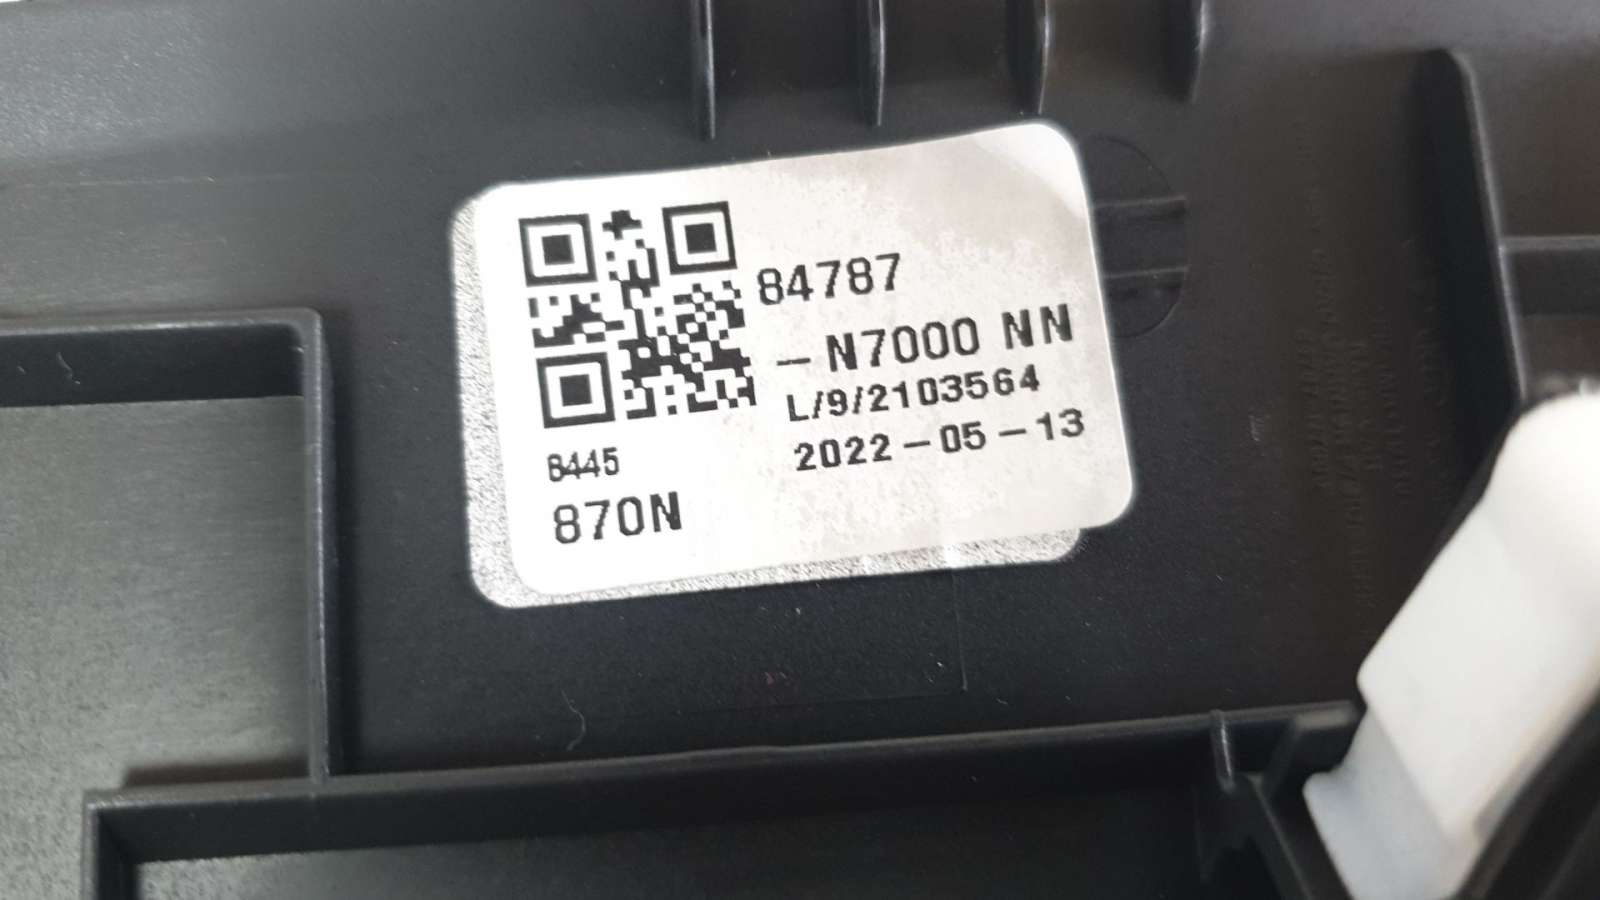 84787
- N7000 NN
L/9/2103564
2022-05-13
8445
870N